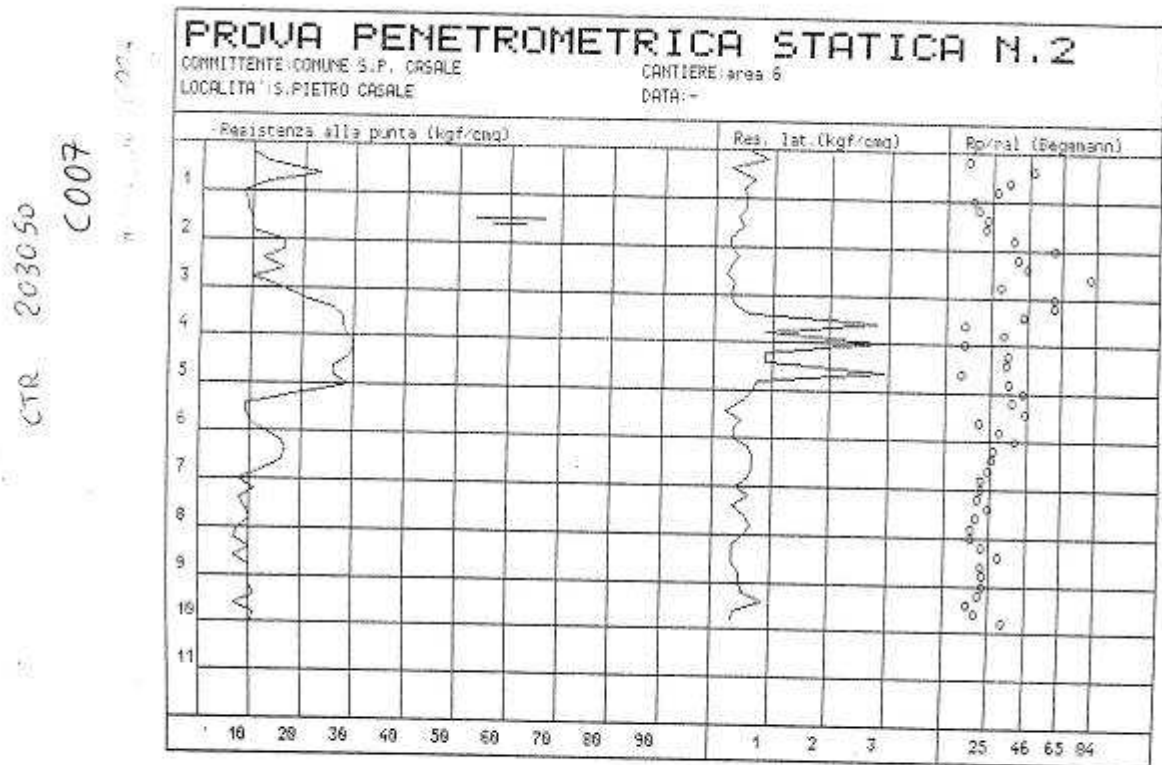 PROVA PENETROMETRICA STATICA N.2
COMMITTENTE:COMUNE S.P. CASALE
CANTIERE:area 6
LOCALITA':S.PIETRO CASALE
DATA:-
Resistenza alla punta (kgf/cmq)
Res. lat.(kgf/cmq)
Rp/ral (Begemann)
1
2
3
4
5
6
7
8
9
10
11
10 20 30 40 50 60 70 80 90
1 2 3
25 46 65 84
CTR 203050
C007